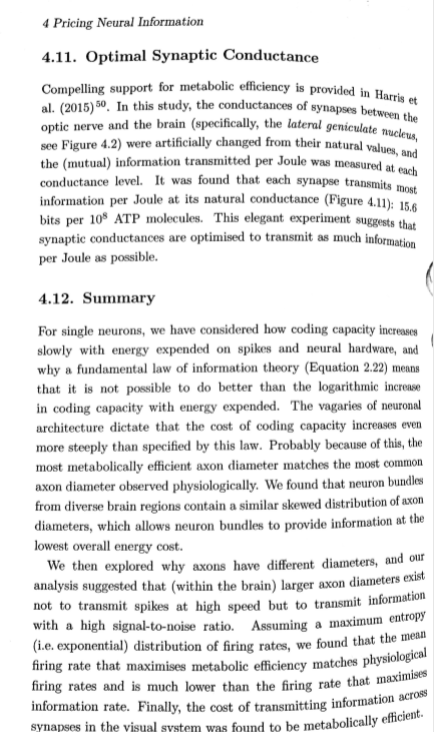 4 Pricing Neural Information
4.11. Optimal Synaptic Conductance
Compelling support for metabolic efficiency is provided in Harris et
al. (2015)⁵⁰. In this study, the conductances of synapses between the
optic nerve and the brain (specifically, the lateral geniculate nucleus,
see Figure 4.2) were artificially changed from their natural values, and
the (mutual) information transmitted per Joule was measured at each
conductance level. It was found that each synapse transmits most
information per Joule at its natural conductance (Figure 4.11): 15.6
bits per 10⁸ ATP molecules. This elegant experiment suggests that
synaptic conductances are optimised to transmit as much information
per Joule as possible.
4.12. Summary
For single neurons, we have considered how coding capacity increases
slowly with energy expended on spikes and neural hardware, and
why a fundamental law of information theory (Equation 2.22) means
that it is not possible to do better than the logarithmic increase
in coding capacity with energy expended. The vagaries of neuronal
architecture dictate that the cost of coding capacity increases even
more steeply than specified by this law. Probably because of this, the
most metabolically efficient axon diameter matches the most common
axon diameter observed physiologically. We found that neuron bundles
from diverse brain regions contain a similar skewed distribution of axon
diameters, which allows neuron bundles to provide information at the
lowest overall energy cost.
We then explored why axons have different diameters, and our
analysis suggested that (within the brain) larger axon diameters exist
not to transmit spikes at high speed but to transmit information
with a high signal-to-noise ratio. Assuming a maximum entropy
(i.e. exponential) distribution of firing rates, we found that the mean
firing rate that maximises metabolic efficiency matches physiological
firing rates and is much lower than the firing rate that maximises
information rate. Finally, the cost of transmitting information across
synapses in the visual system was found to be metabolically efficient.